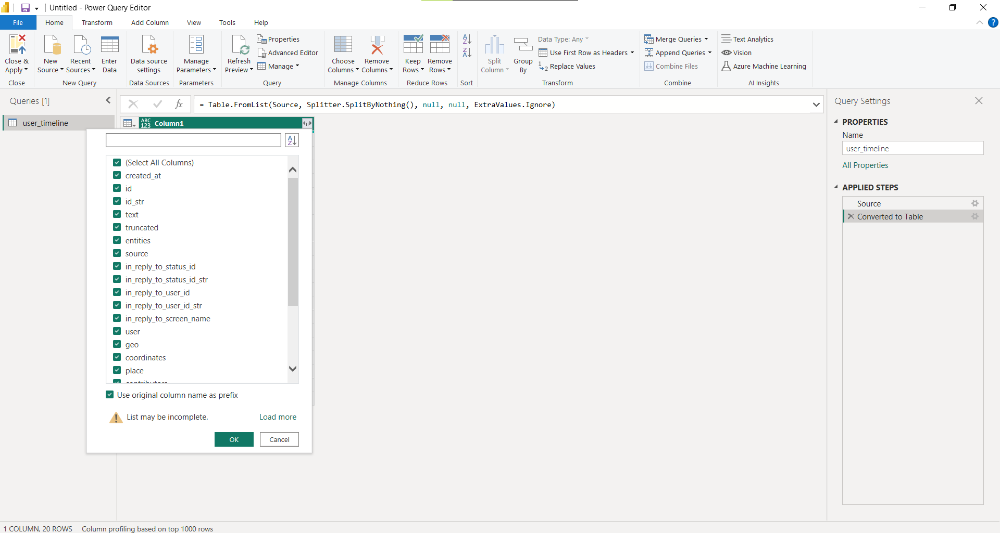 Untitled - Power Query Editor
File Home Transform Add Column View Tools Help
Close & Apply
New Source
Recent Sources
Enter Data
Data source settings
Manage Parameters
Refresh Preview
Properties
Advanced Editor
Manage
Choose Columns
Remove Columns
Keep Rows
Remove Rows
Split Column
Group By
Data Type: Any
Use First Row as Headers
Replace Values
Merge Queries
Append Queries
Combine Files
Text Analytics
Vision
Azure Machine Learning
Close New Query Data Sources Parameters Query Manage Columns Reduce Rows Sort Transform Combine AI Insights
Queries [1]
user_timeline
fx
= Table.FromList(Source, Splitter.SplitByNothing(), null, null, ExtraValues.Ignore)
ABC
123
Column1
(Select All Columns)
created_at
id
id_str
text
truncated
entities
source
in_reply_to_status_id
in_reply_to_status_id_str
in_reply_to_user_id
in_reply_to_user_id_str
in_reply_to_screen_name
user
geo
coordinates
place
Use original column name as prefix
List may be incomplete. Load more
OK Cancel
Query Settings
PROPERTIES
Name
user_timeline
All Properties
APPLIED STEPS
Source
Converted to Table
1 COLUMN, 20 ROWS Column profiling based on top 1000 rows